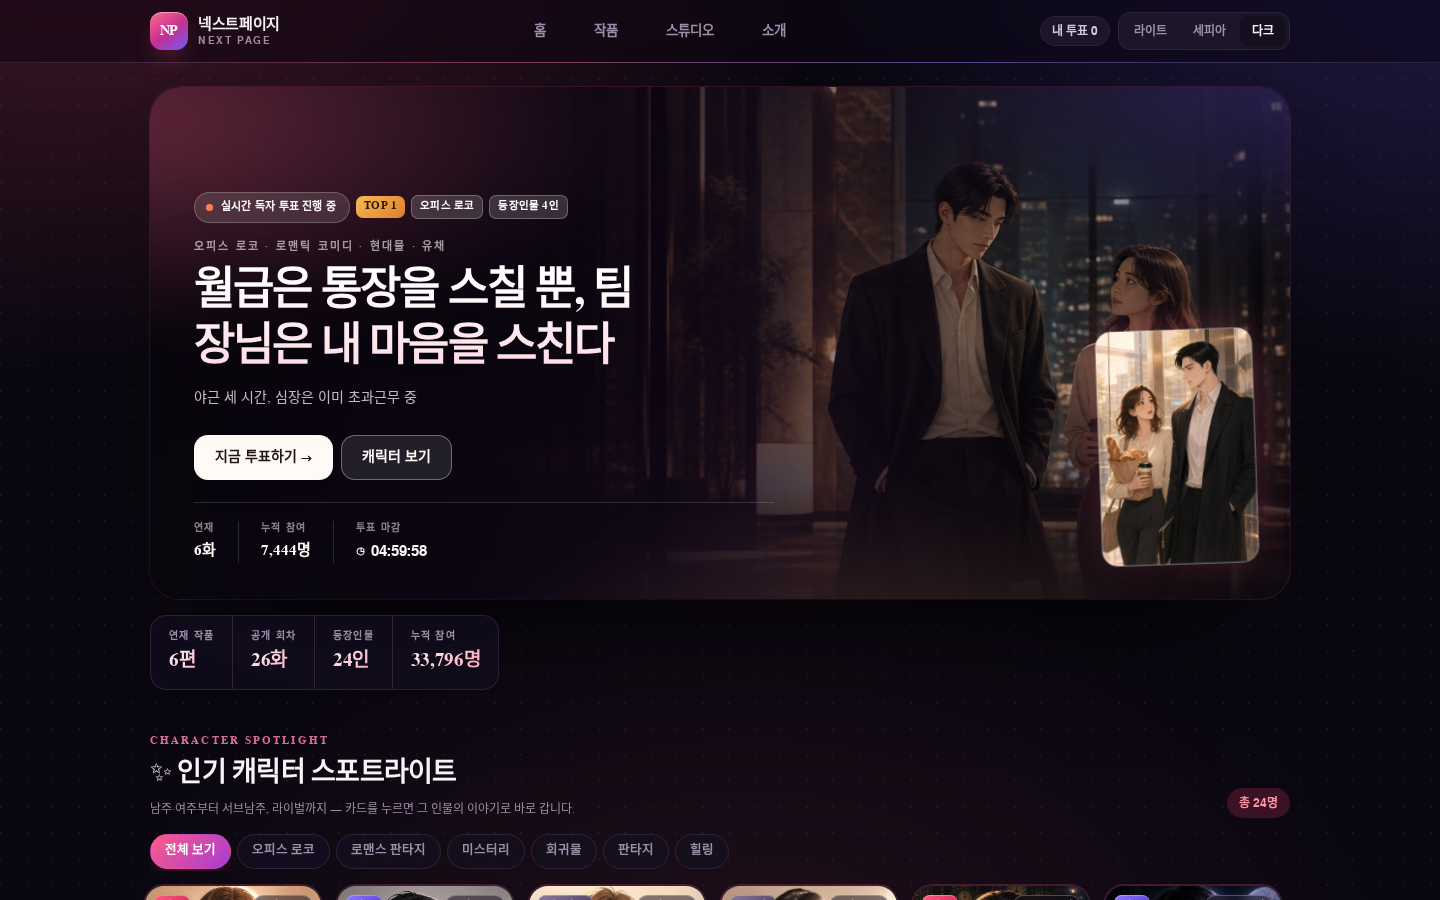 NP
넥스트페이지
NEXT PAGE
홈
작품
스튜디오
소개
내 투표 0
라이트
세피아
다크
실시간 독자 투표 진행 중
TOP 1
오피스 로코
등장인물 4인
오피스 로코 · 로맨틱 코미디 · 현대물 · 유채
월급은 통장을 스칠 뿐, 팀
장님은 내 마음을 스친다
야근 세 시간, 심장은 이미 초과근무 중
지금 투표하기 →
캐릭터 보기
연재
누적 참여
투표 마감
6화
7,444명
04:59:58
연재 작품
공개 회차
등장인물
누적 참여
6편
26화
24인
33,796명
CHARACTER SPOTLIGHT
✨ 인기 캐릭터 스포트라이트
남주·여주부터 서브남주, 라이벌까지 — 카드를 누르면 그 인물의 이야기로 바로 갑니다.
총 24명
전체 보기
오피스 로코
로맨스 판타지
미스터리
회귀물
판타지
힐링